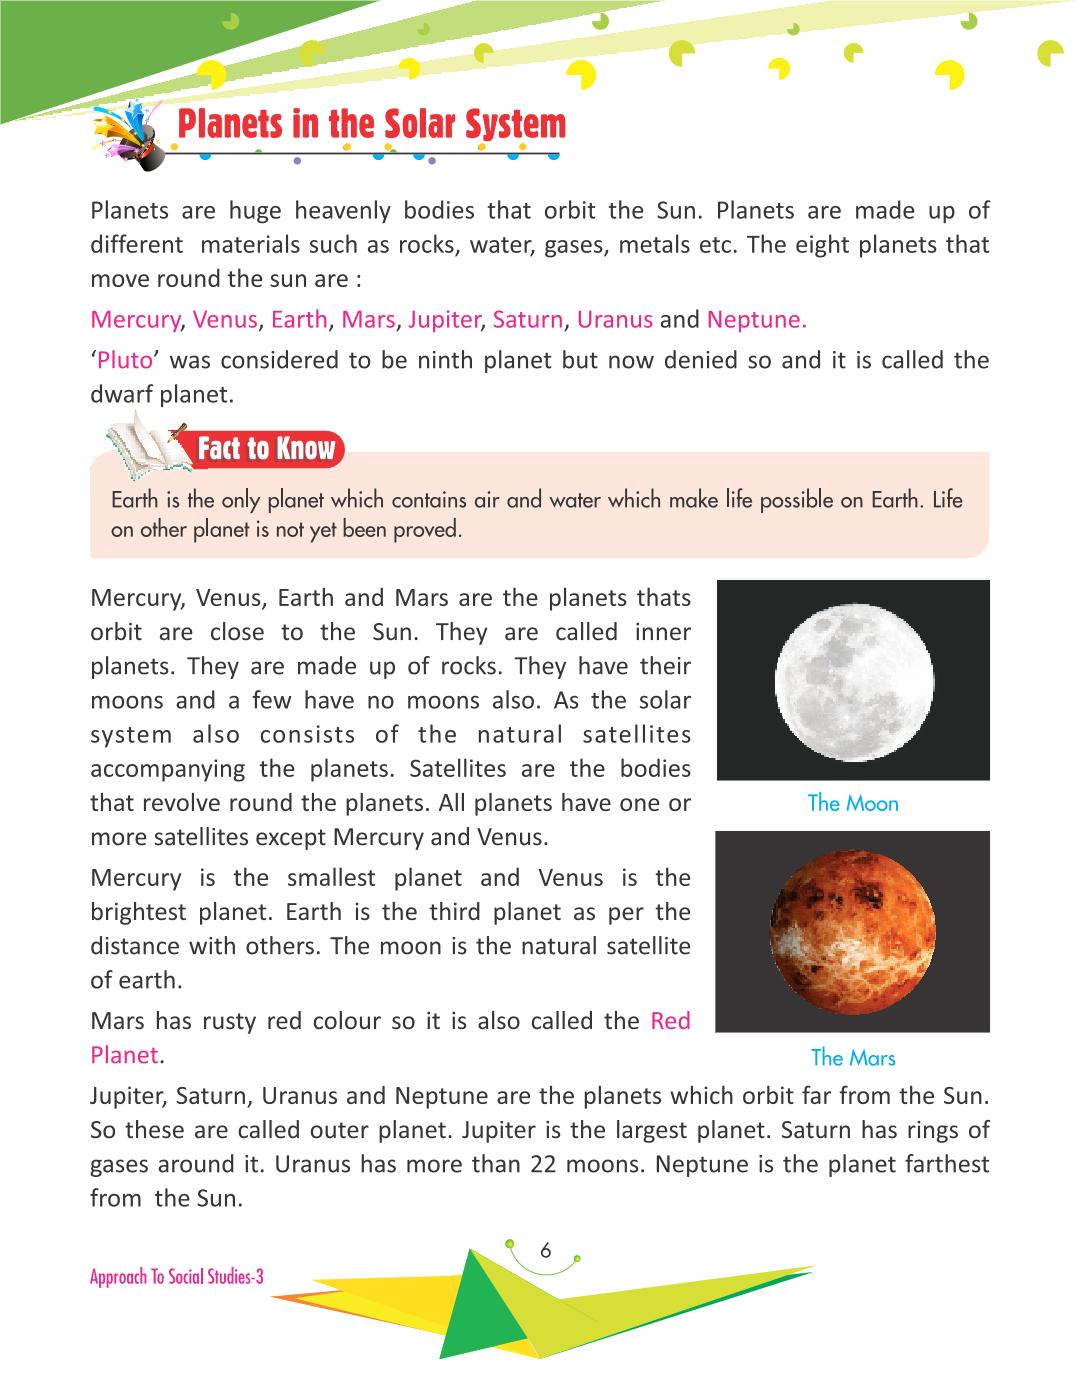 Planets in the Solar System
Planets are huge heavenly bodies that orbit the Sun. Planets are made up of
different materials such as rocks, water, gases, metals etc. The eight planets that
move round the sun are :
Mercury, Venus, Earth, Mars, Jupiter, Saturn, Uranus and Neptune.
‘Pluto’ was considered to be ninth planet but now denied so and it is called the
dwarf planet.
Fact to Know
Earth is the only planet which contains air and water which make life possible on Earth. Life
on other planet is not yet been proved.
Mercury, Venus, Earth and Mars are the planets thats
orbit are close to the Sun. They are called inner
planets. They are made up of rocks. They have their
moons and a few have no moons also. As the solar
system also consists of the natural satellites
accompanying the planets. Satellites are the bodies
that revolve round the planets. All planets have one or
more satellites except Mercury and Venus.
The Moon
Mercury is the smallest planet and Venus is the
brightest planet. Earth is the third planet as per the
distance with others. The moon is the natural satellite
of earth.
Mars has rusty red colour so it is also called the Red
Planet.
The Mars
Jupiter, Saturn, Uranus and Neptune are the planets which orbit far from the Sun.
So these are called outer planet. Jupiter is the largest planet. Saturn has rings of
gases around it. Uranus has more than 22 moons. Neptune is the planet farthest
from the Sun.
6
Approach To Social Studies-3